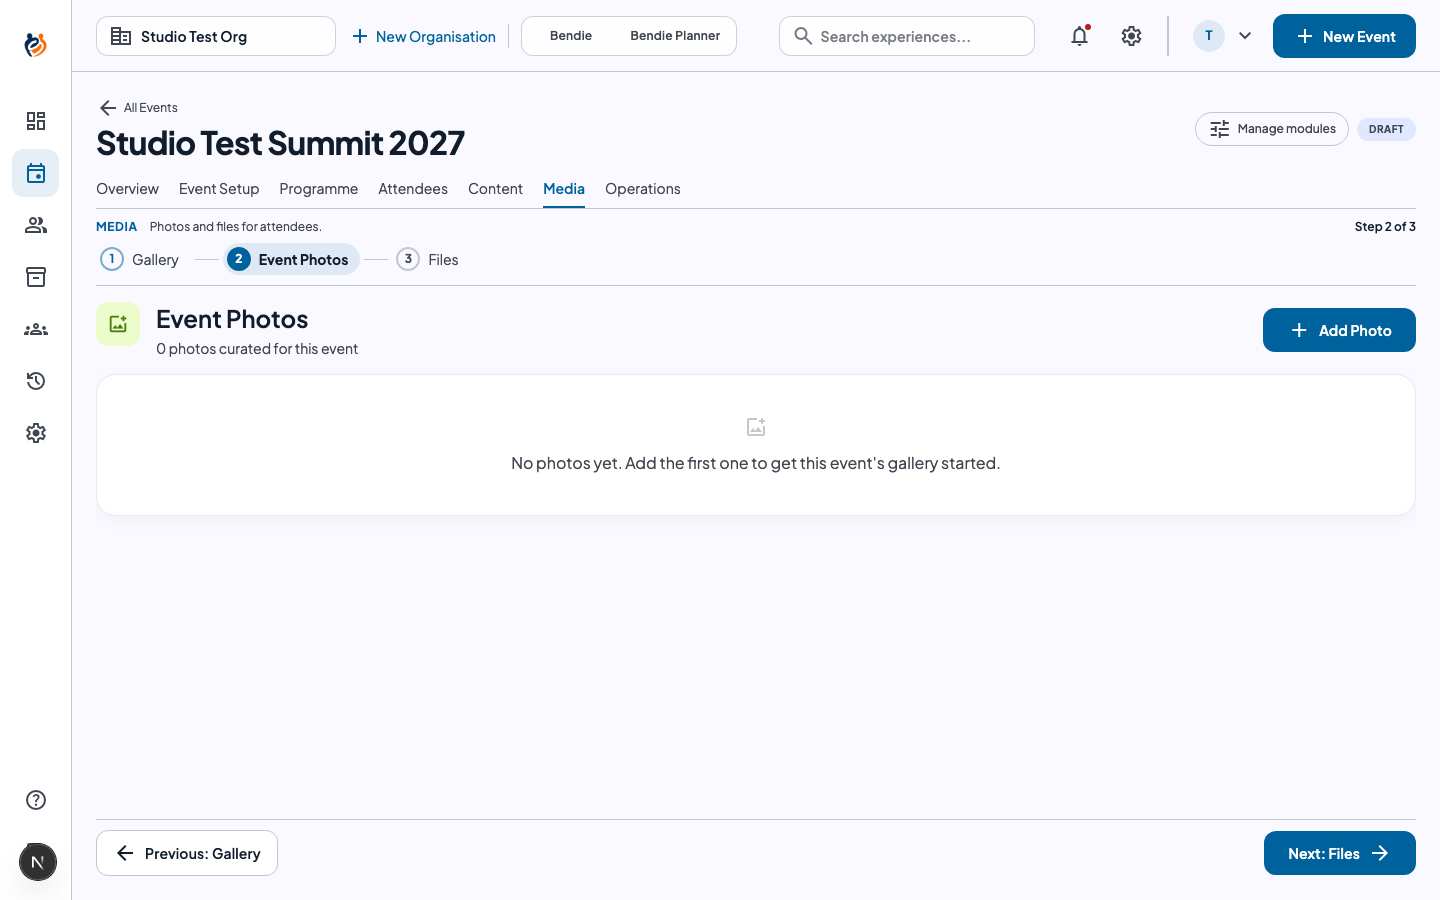 Studio Test Org
New Organisation
Bendie
Bendie Planner
Search experiences...
T
New Event
All Events
Studio Test Summit 2027
Manage modules
DRAFT
Overview
Event Setup
Programme
Attendees
Content
Media
Operations
MEDIA
Photos and files for attendees.
Step 2 of 3
1
Gallery
2
Event Photos
3
Files
Event Photos
0 photos curated for this event
Add Photo
No photos yet. Add the first one to get this event's gallery started.
N
Previous: Gallery
Next: Files